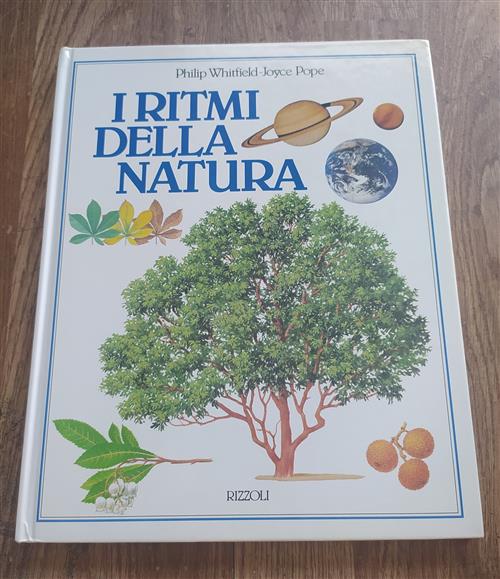 Philip Whitfield-Joyce Pope
I RITMI
DELLA
NATURA
RIZZOLI